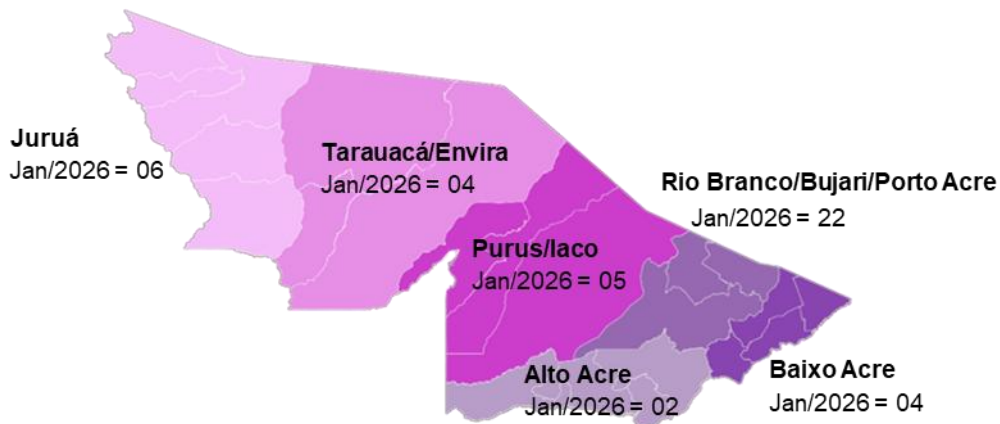 Juruá
Jan/2026 = 06
Tarauacá/Envira
Jan/2026 = 04
Rio Branco/Bujari/Porto Acre
Jan/2026 = 22
Purus/Iaco
Jan/2026 = 05
Alto Acre
Jan/2026 = 02
Baixo Acre
Jan/2026 = 04